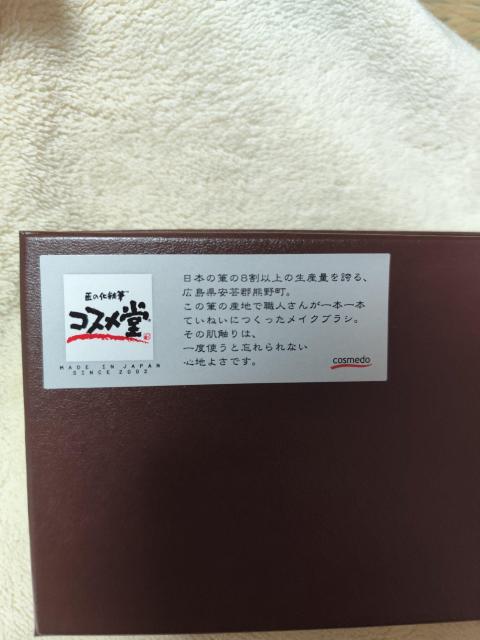 匠の化粧筆
コスメ堂
MADE IN JAPAN
SINCE 2002
日本の筆の8割以上の生産量を誇る、
広島県安芸郡熊野町。
この筆の産地で職人さんが一本一本
ていねいにつくったメイクブラシ。
その肌触りは、
一度使うと忘れられない
心地よさです。
cosmedo